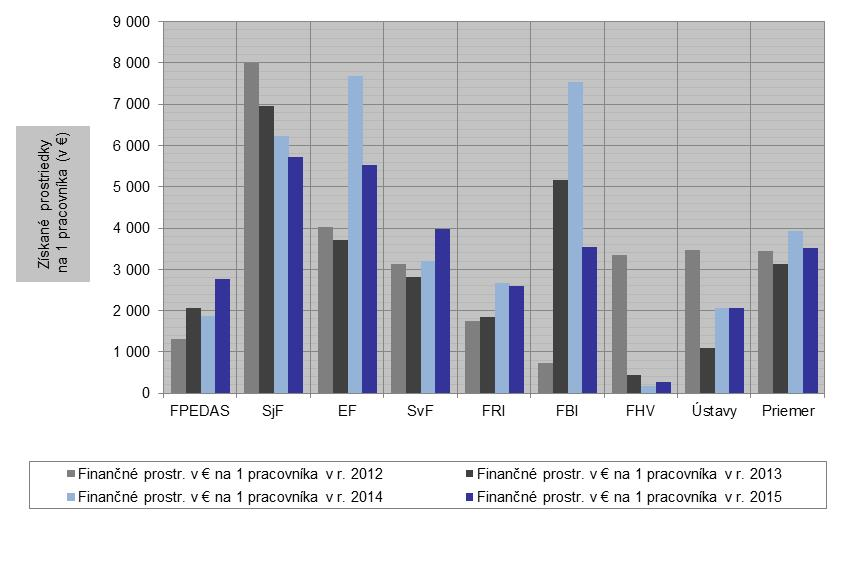 9 000
8 000
7 000
6 000
5 000
4 000
3 000
2 000
1 000
0
Získané prostriedky
na 1 pracovníka (v €)
FPEDAS SjF EF SvF FRI FBI FHV Ústavy Priemer
Finančné prostr. v € na 1 pracovníka v r. 2012 Finančné prostr. v € na 1 pracovníka v r. 2013
Finančné prostr. v € na 1 pracovníka v r. 2014 Finančné prostr. v € na 1 pracovníka v r. 2015